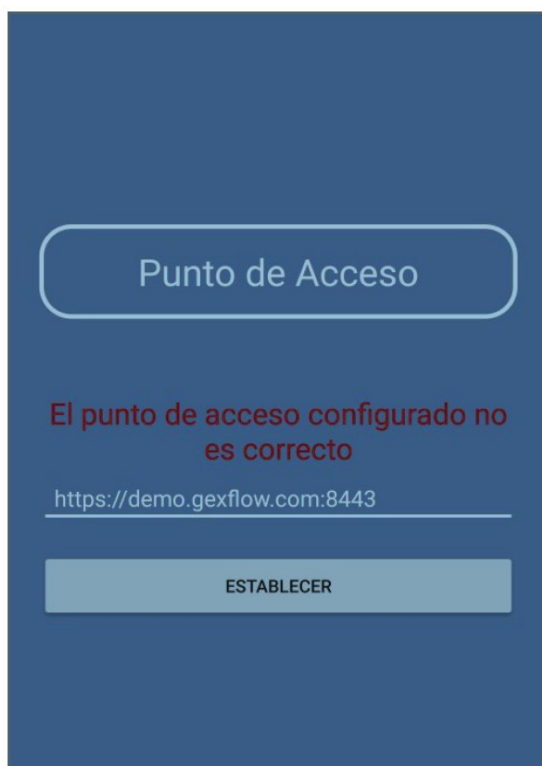 Punto de Acceso
El punto de acceso configurado no
es correcto
https://demo.gexflow.com:8443
ESTABLECER